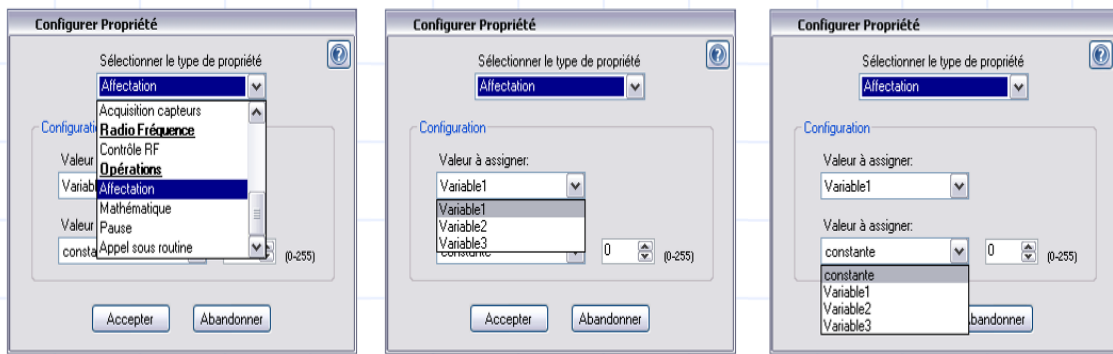 Configurer Propriété
Sélectionner le type de propriété
Affectation
Acquisition capteurs
Radio Fréquence
Contrôle RF
Opérations
Affectation
Mathématique
Pause
Appel sous routine
Configurati
Valeur
Variabl
Valeur
consta
(0-255)
Accepter
Abandonner
Configurer Propriété
Sélectionner le type de propriété
Affectation
Configuration
Valeur à assigner:
Variable1
Variable1
Variable2
Variable3
constante
0
(0-255)
Accepter
Abandonner
Configurer Propriété
Sélectionner le type de propriété
Affectation
Configuration
Valeur à assigner:
Variable1
Valeur à assigner:
constante
0
(0-255)
constante
Variable1
Variable2
Variable3
bandonner